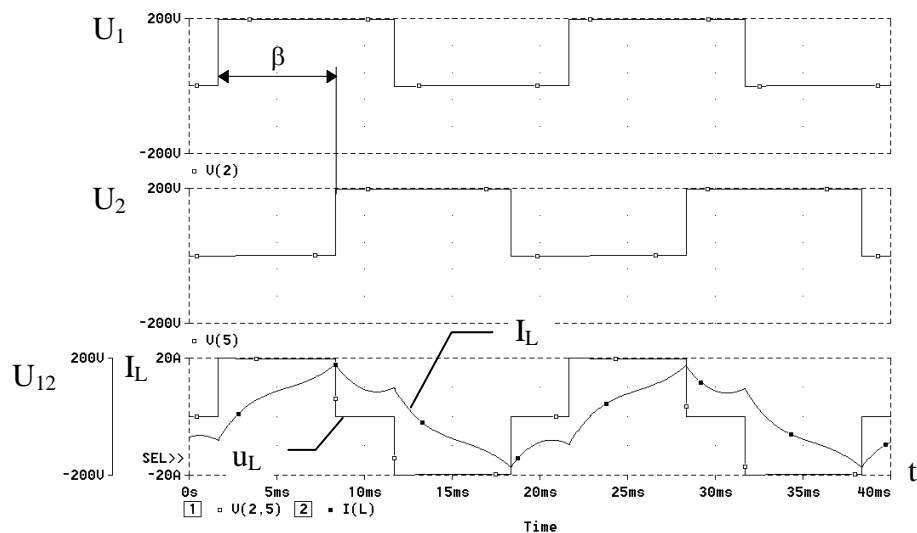 U1
200V
β
-200V
V(2)
U2
200V
-200V
V(5)
IL
U12
200V
IL
20A
uL
SEL>>
-200V
-20A
0s
5ms
10ms
15ms
20ms
25ms
30ms
35ms
40ms
t
1 V(2,5) 2 I(L)
Time